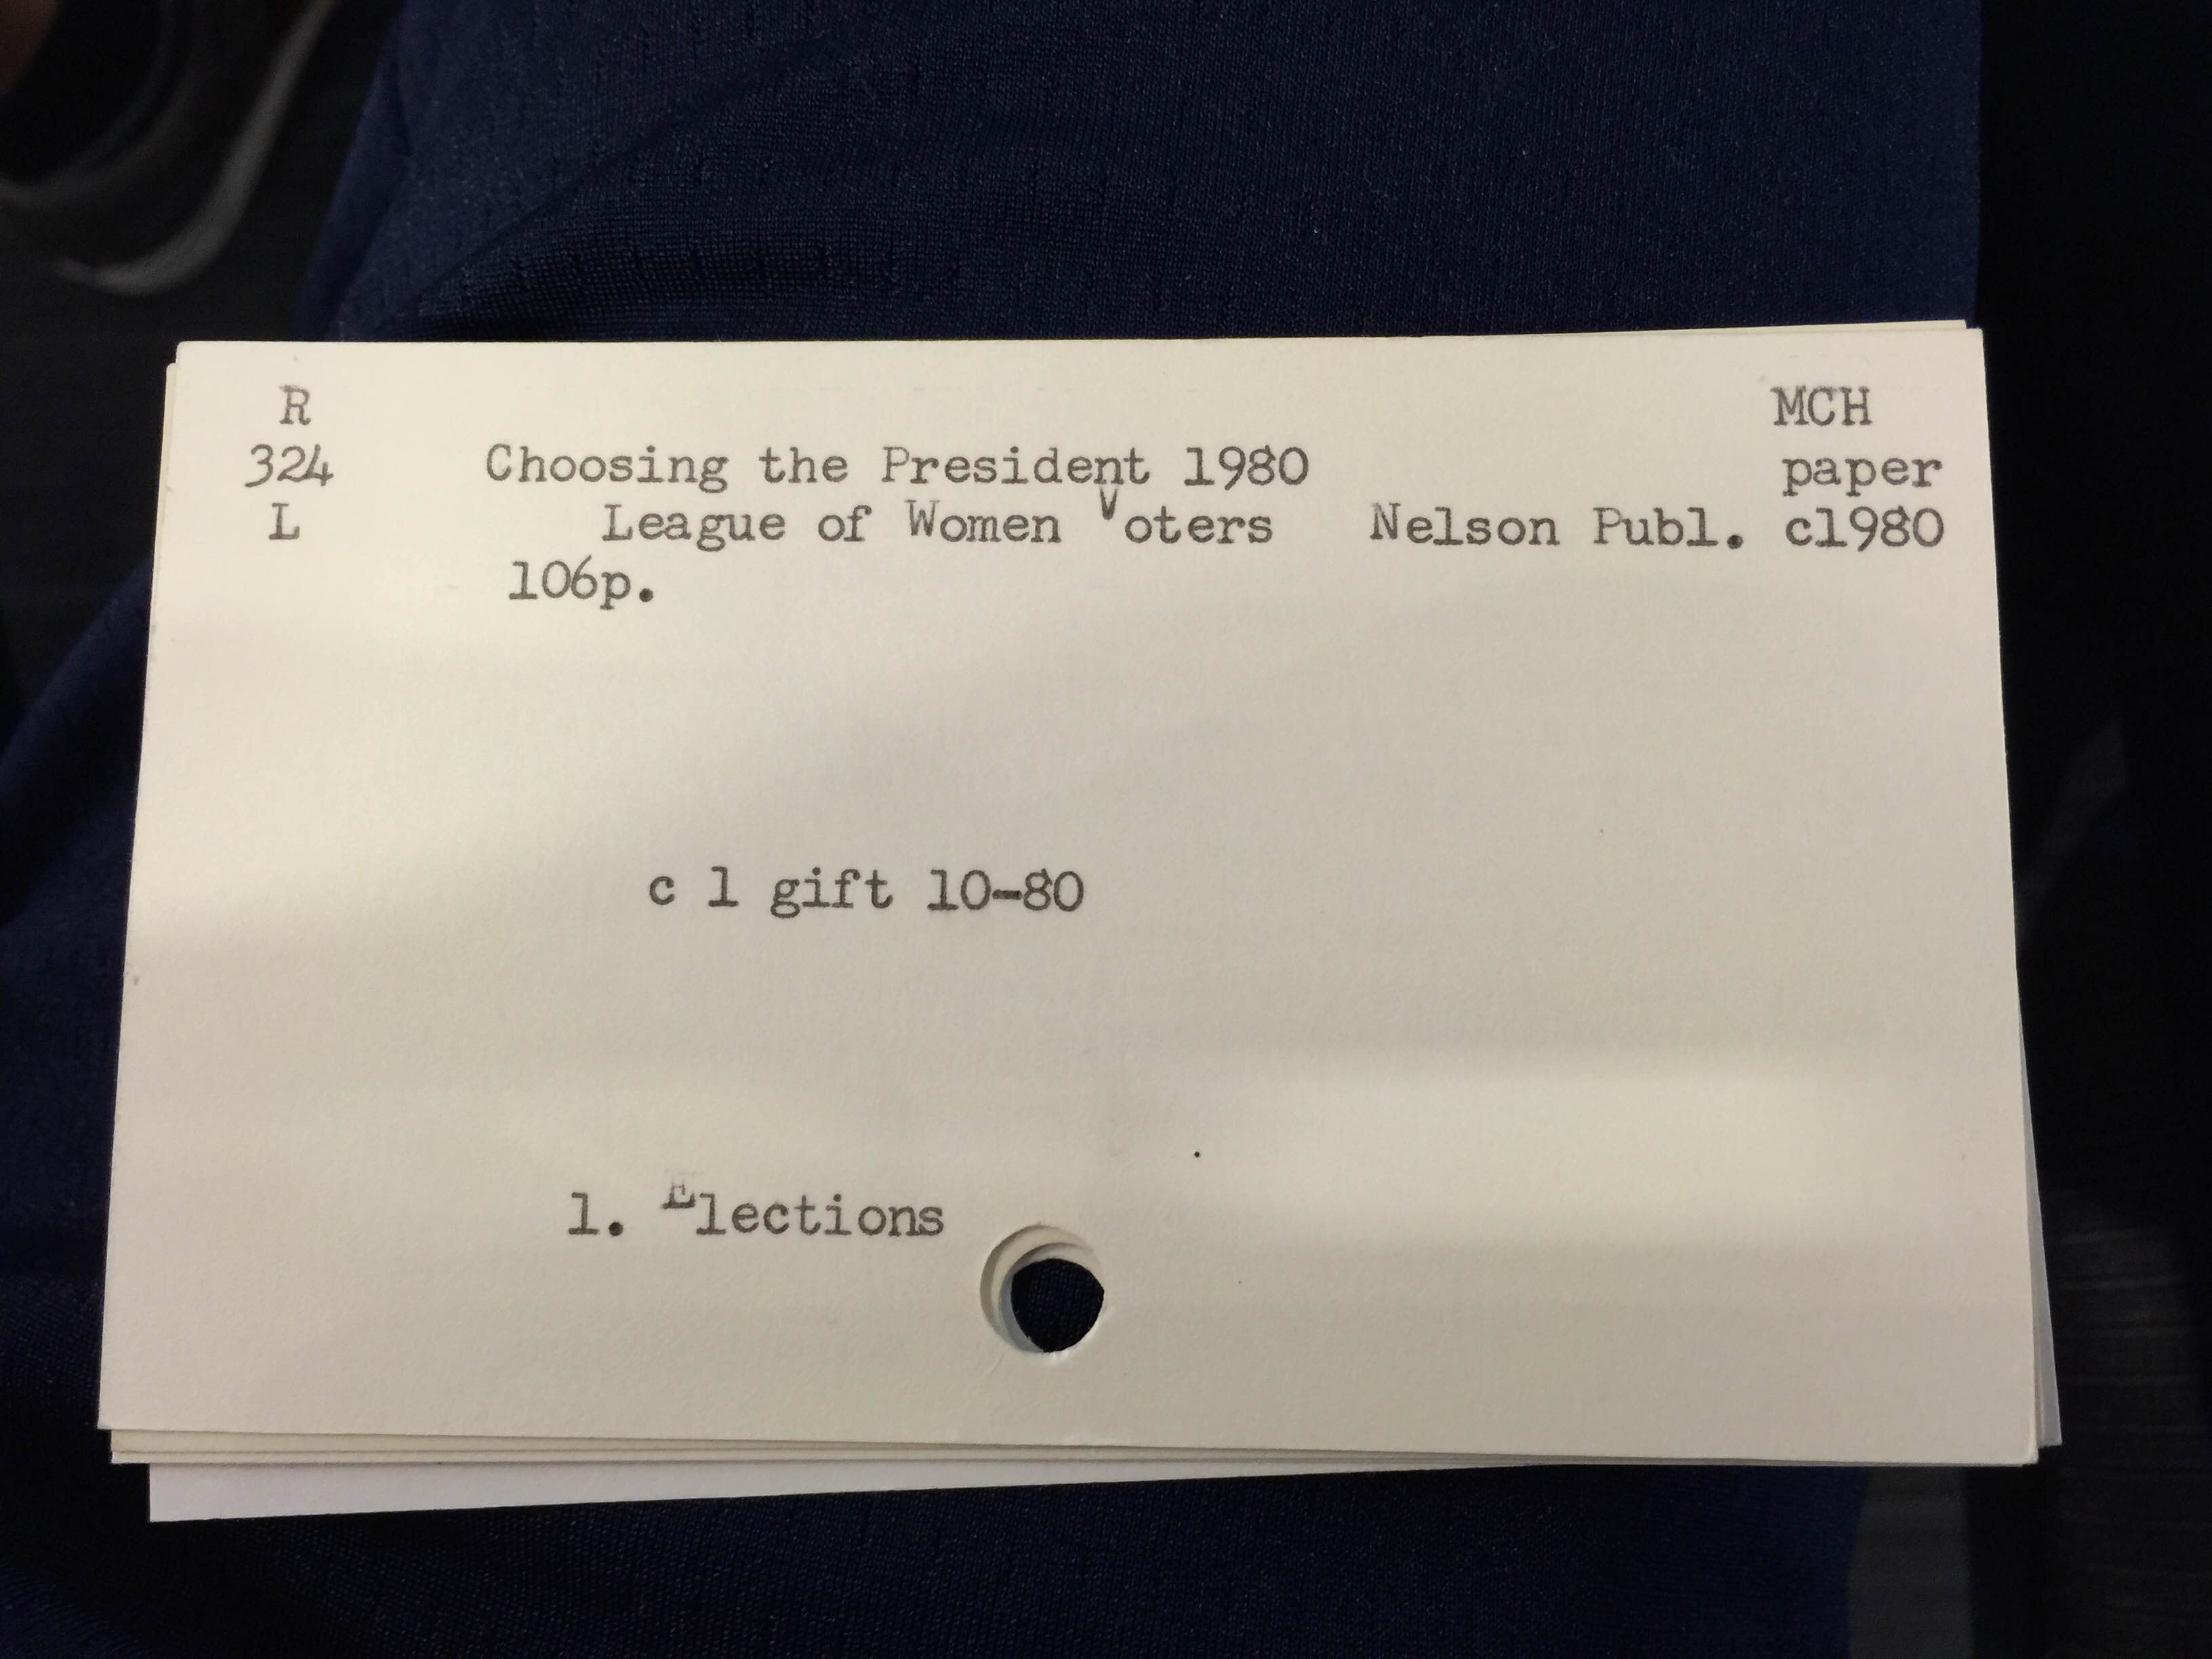 R MCH
324 Choosing the President 1980 paper
L League of Women Voters Nelson Publ. c1980
106p.
c 1 gift 10-80
1. Elections